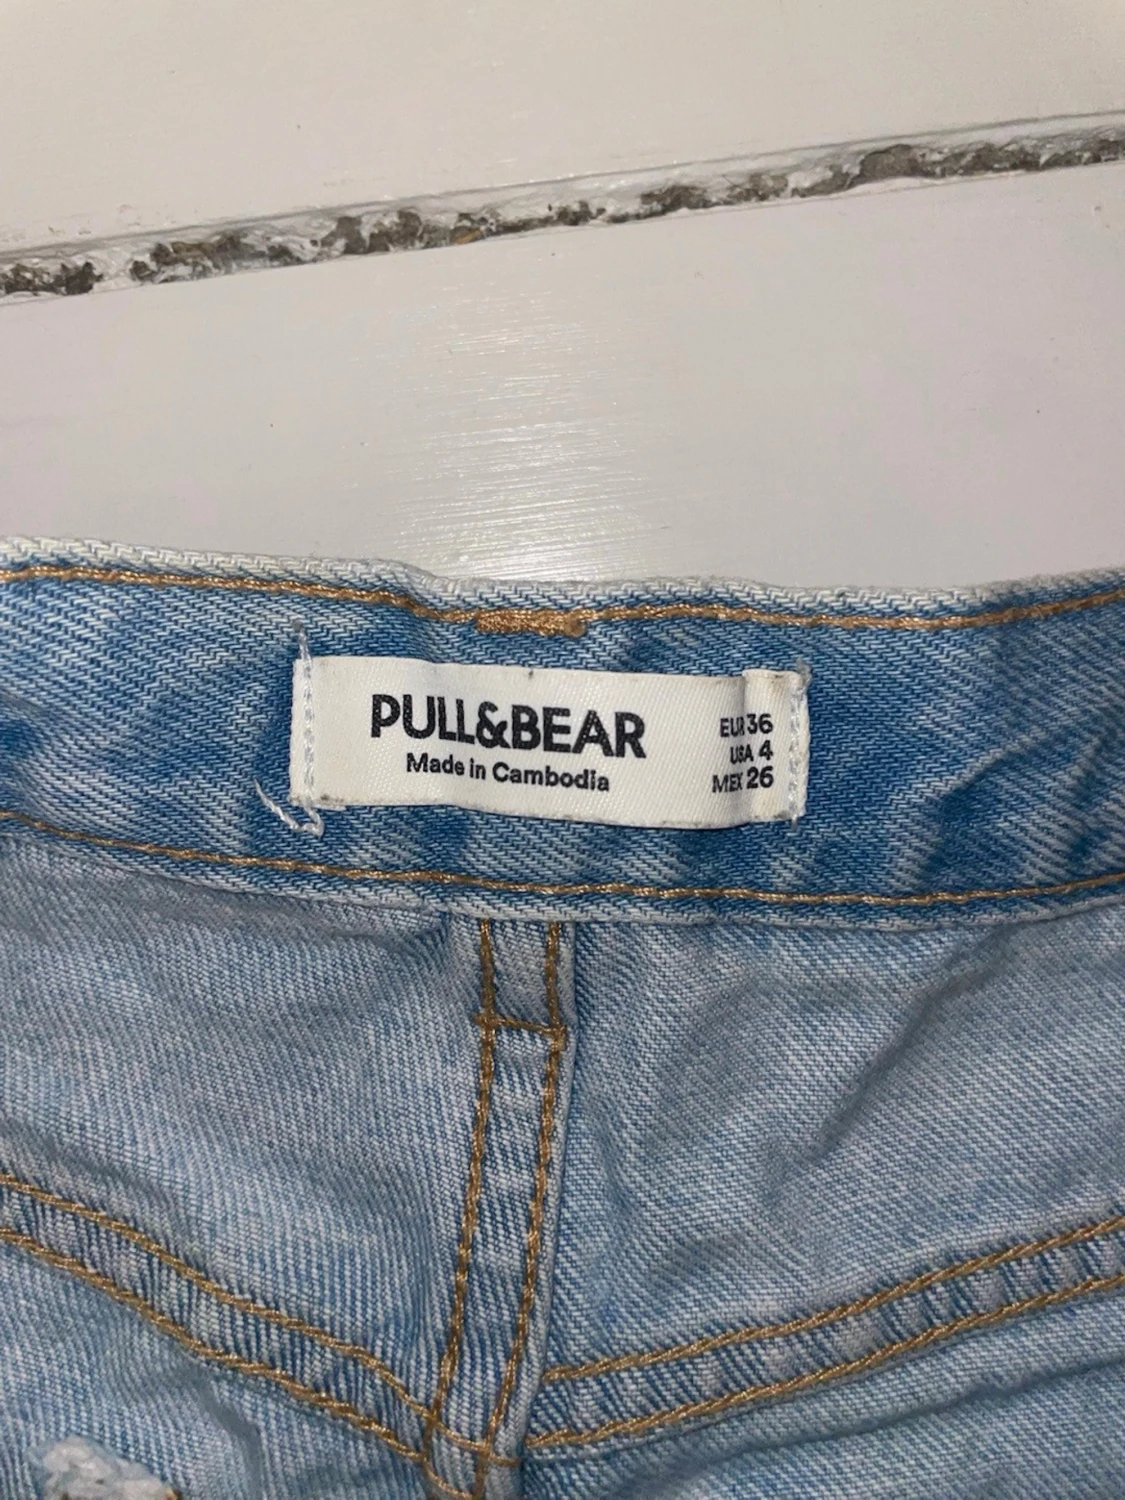 PULL&BEAR
Made in Cambodia
EUR 36
USA 4
MEX 26